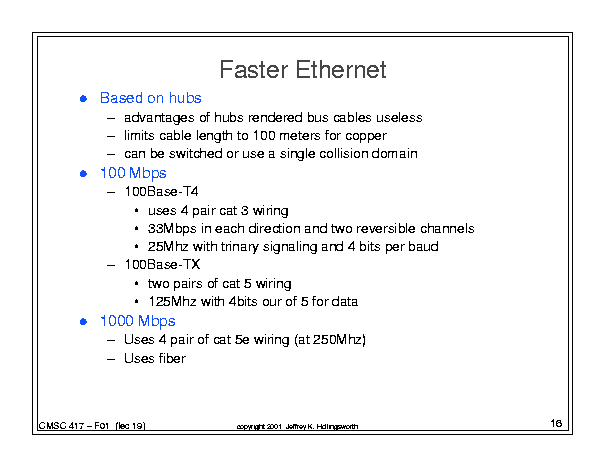 Faster Ethernet
● Based on hubs
– advantages of hubs rendered bus cables useless
– limits cable length to 100 meters for copper
– can be switched or use a single collision domain
● 100 Mbps
– 100Base-T4
• uses 4 pair cat 3 wiring
• 33Mbps in each direction and two reversible channels
• 25Mhz with trinary signaling and 4 bits per baud
– 100Base-TX
• two pairs of cat 5 wiring
• 125Mhz with 4bits our of 5 for data
● 1000 Mbps
– Uses 4 pair of cat 5e wiring (at 250Mhz)
– Uses fiber
CMSC 417 – F01 (lec 19)
copyright 2001 Jeffrey K. Hollingsworth
16